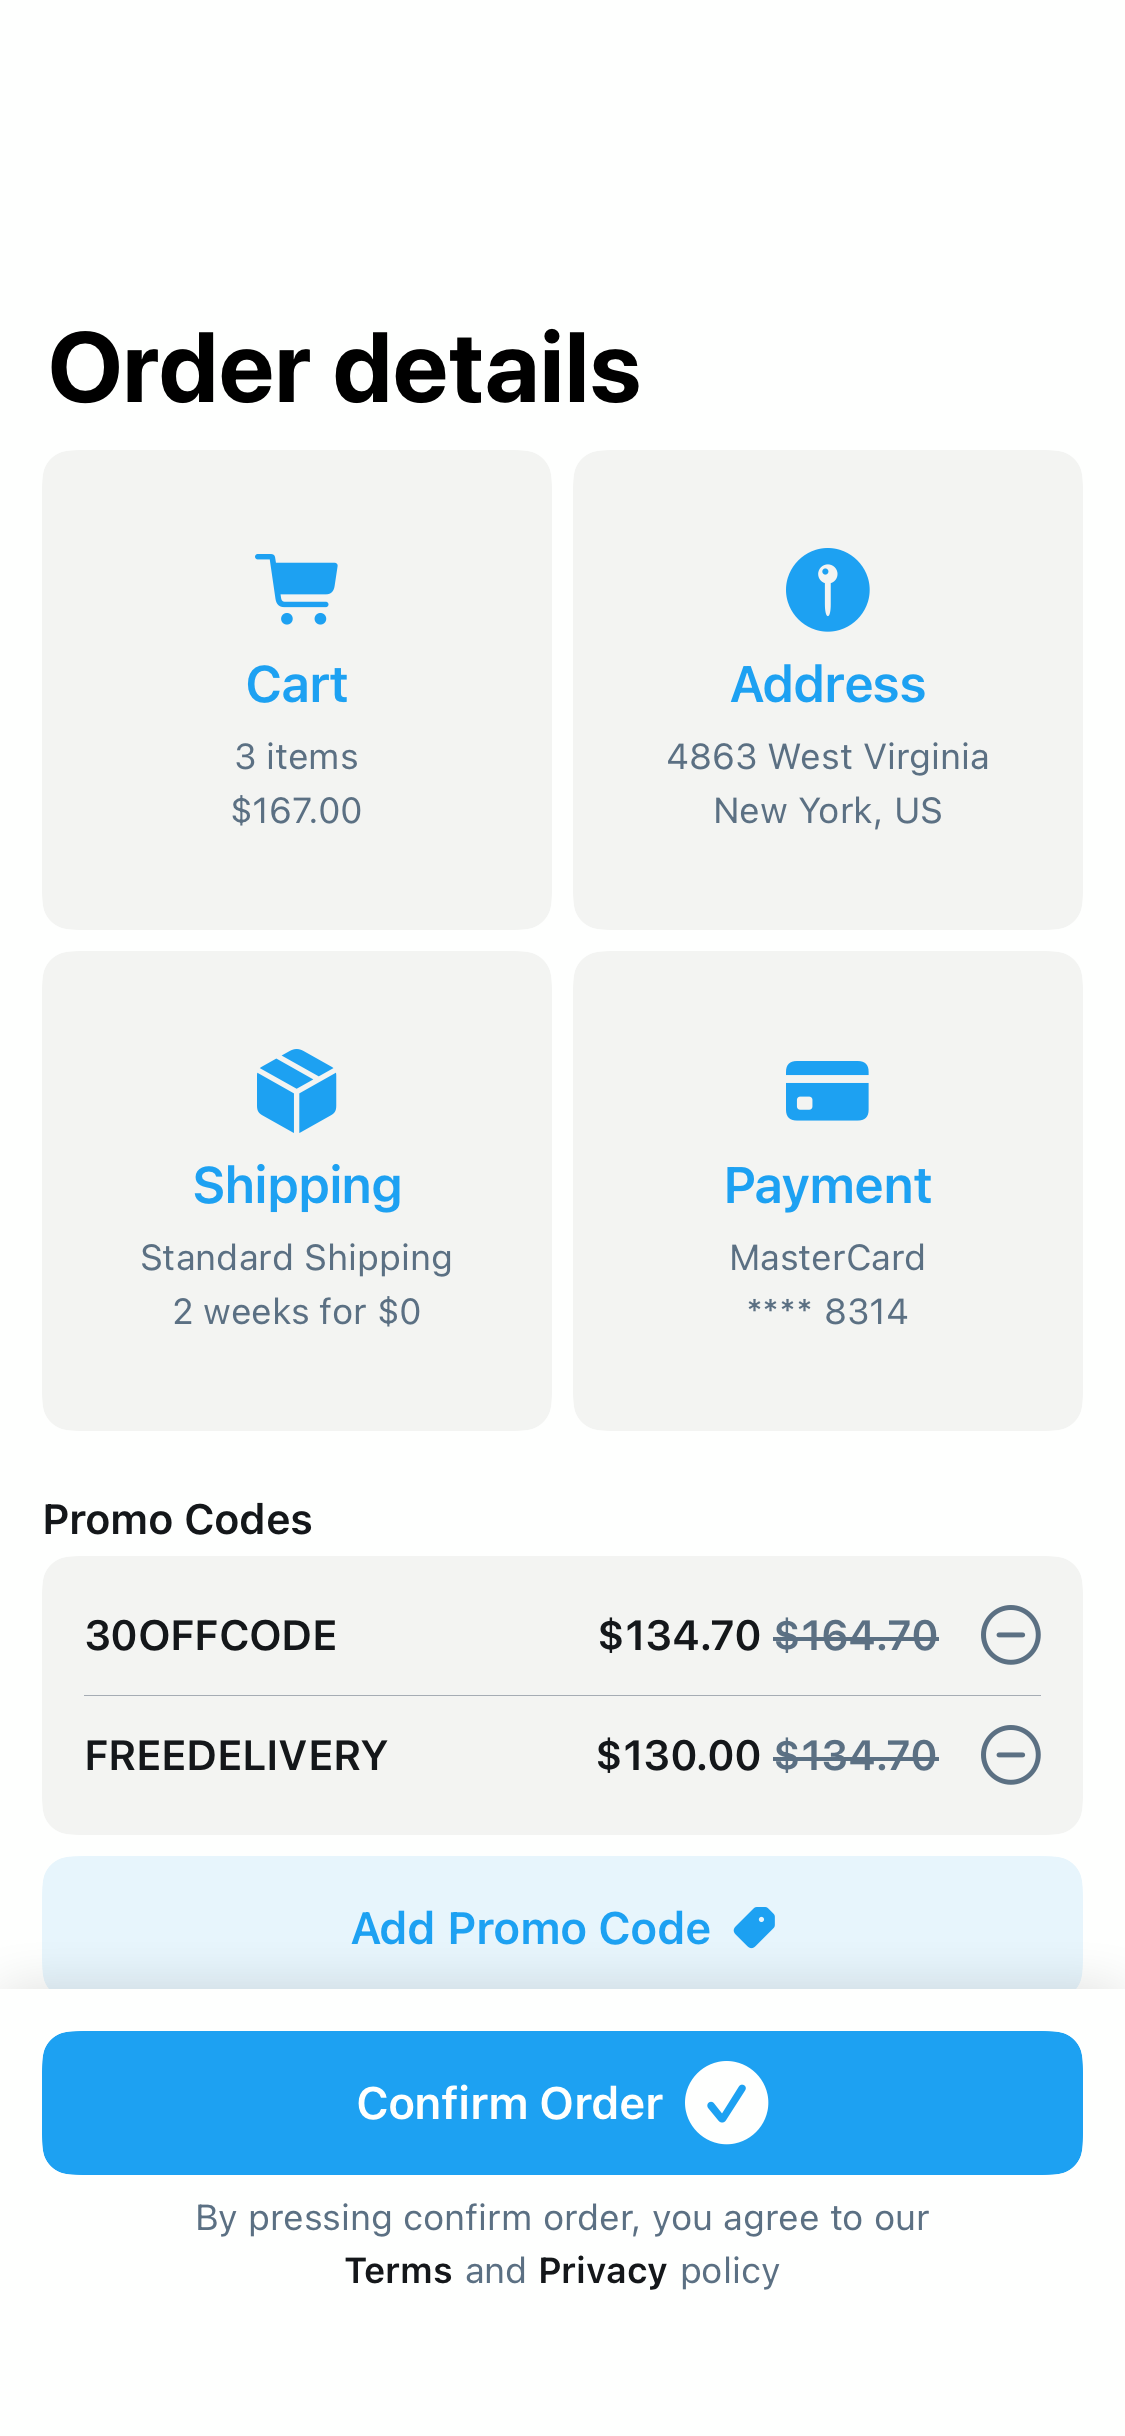 Order details
Cart
3 items
$167.00
Address
4863 West Virginia
New York, US
Shipping
Standard Shipping
2 weeks for $0
Payment
MasterCard
**** 8314
Promo Codes
30OFFCODE $134.70 $164.70
FREEDELIVERY $130.00 $134.70
Add Promo Code
Confirm Order
By pressing confirm order, you agree to our
Terms and Privacy policy